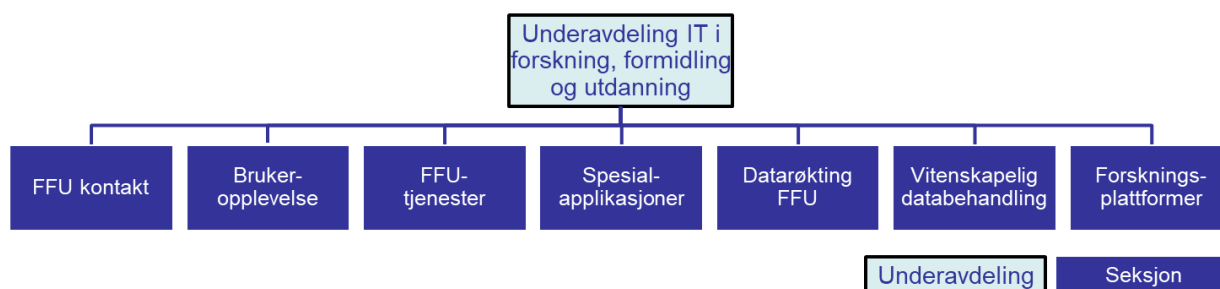 Underavdeling IT i
forskning, formidling
og utdanning
FFU kontakt
Bruker-
opplevelse
FFU-
tjenester
Spesial-
applikasjoner
Datarøkting
FFU
Vitenskapelig
databehandling
Forsknings-
plattformer
Underavdeling
Seksjon